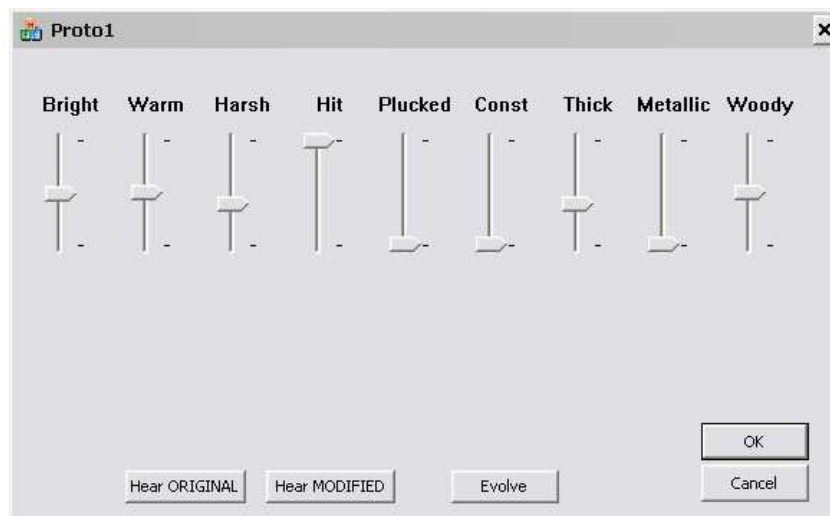 Proto1
Bright Warm Harsh Hit Plucked Const Thick Metallic Woody
OK
Hear ORIGINAL Hear MODIFIED Evolve Cancel